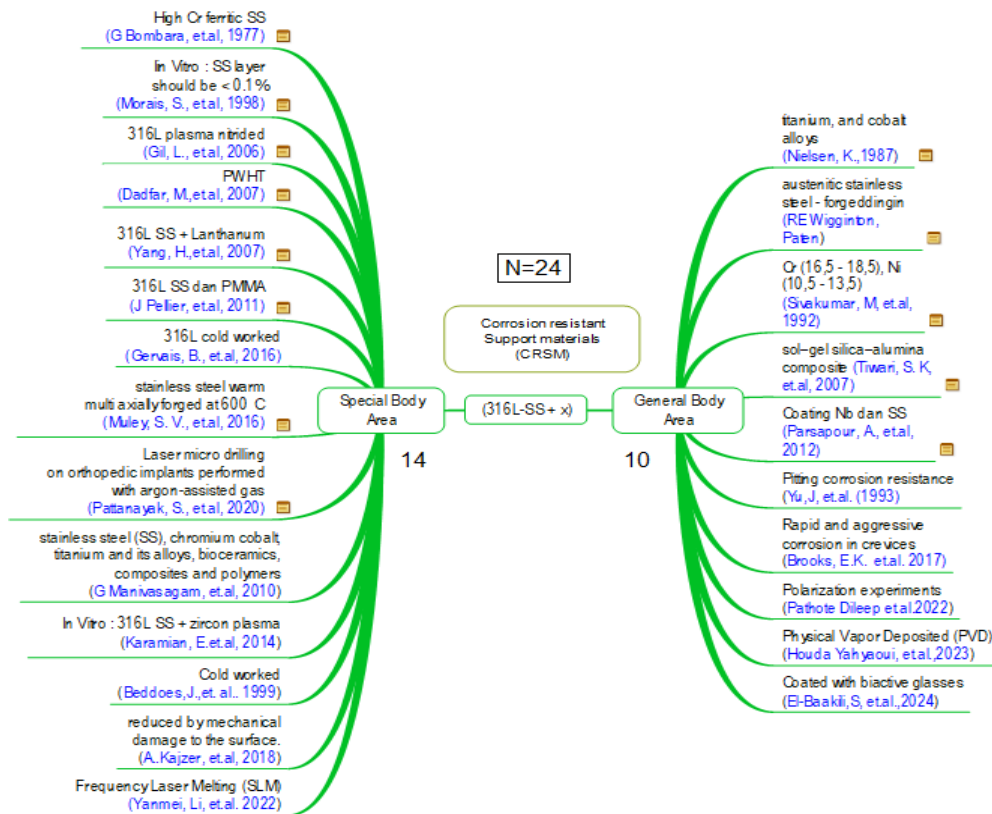 High Cr ferritic SS
(G Bombara, et.al, 1977)
Iin Vitro : SS layer
should be < 0.1%
(Morais, S., et.al, 1998)
316L plasma nitrided
(Gil, L., et.al, 2006)
PWHT
(Dadfar, M.,et.al, 2007)
316L SS + Lanthanum
(Yang, H.,et.al, 2007)
316L SS dan PMMA
(J Pellier, et.al, 2011)
316L cold worked
(Gervais, B., et.al, 2016)
stainless steel warm
multi axially forged at 600 C
(Muley, S. V., et.al, 2016)
Laser micro drilling
on orthopedic implants performed
with argon-assisted gas
(Pattanayak, S., et.al, 2020)
stainless steel (SS), chromium cobalt,
titanium and its alloys, bioceramics,
composites and polymers
(G Manivasagam, et.al, 2010)
In Vitro : 316L SS + zircon plasma
(Karamian, E.et.al, 2014)
Cold worked
(Beddoes,J.,et. al.. 1999)
reduced by mechanical
damage to the surface.
(A..Kajzer, et.al, 2018)
Frequency Laser Melting (SLM)
(Yanmei, Li, et.al. 2022)
Special Body
Area
14
N=24
Corrosion resistant
Support materials
(CRSM)
(316L-SS + x)
General Body
Area
10
titanium, and cobalt
alloys
(Nielsen, K.,1987)
austenitic stainless
steel - forgeddingin
(RE Wigginton,
Paten)
Cr (16,5 - 18,5), Ni
(10,5 - 13,5)
(Sivakumar, M, et.al,
1992)
sol–gel silica–alumina
composite (Tiwari, S. K,
et.al, 2007)
Coating Nb dan SS
(Parsapour, A., et.al,
2012)
Pitting corrosion resistance
(Yu,J, et.al. (1993)
Rapid and aggressive
corrosion in crevices
(Brooks, E.K. et.al. 2017)
Polarization experiments
(Pathote Dileep et.al.2022)
Physical Vapor Deposited (PVD)
(Houda Yahyaoui, et.al.,2023)
Coated with biactive glasses
(El-Baakili,S, et.al.,2024)